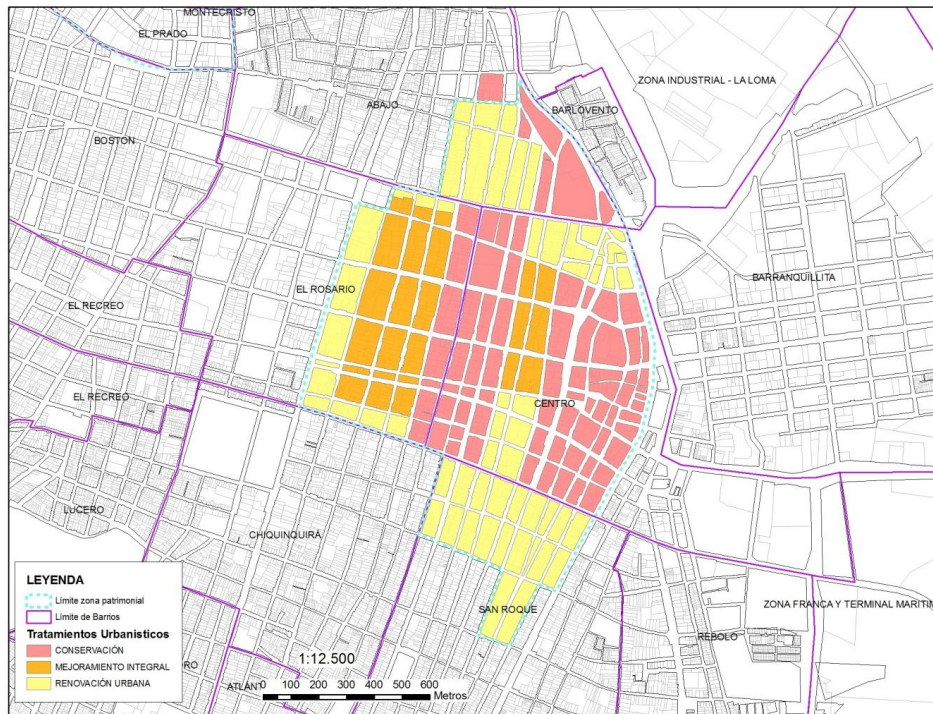 MONTECRISTO
EL PRADO
ZONA INDUSTRIAL - LA LOMA
ABAJO
BARLOVENTO
BOSTON
BARRANQUILLITA
EL ROSARIO
EL RECREO
EL RECREO
CENTRO
LUCERO
CHIQUINQUIRÁ
SAN ROQUE
ZONA FRANCA Y TERMINAL MARÍTIM
REBOLO
LEYENDA
Límite zona patrimonial
Límite de Barrios
Tratamientos Urbanisticos
CONSERVACIÓN
MEJORAMIENTO INTEGRAL
RENOVACIÓN URBANA
1:12.500
0 100 200 300 400 500 600
Metros